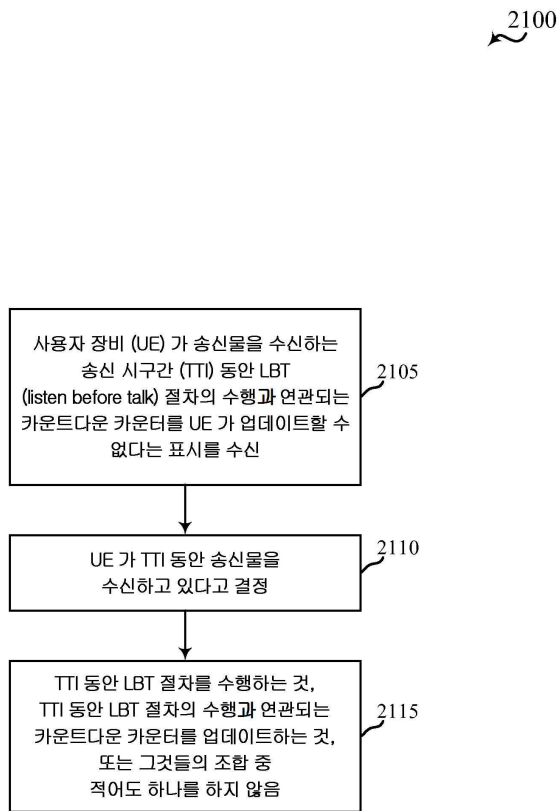 2100
사용자 장비 (UE) 가 송신물을 수신하는
송신 시구간 (TTI) 동안 LBT
(listen before talk) 절차의 수행과 연관되는
카운트다운 카운터를 UE 가 업데이트할 수
없다는 표시를 수신
2105
UE 가 TTI 동안 송신물을
수신하고 있다고 결정
2110
TTI 동안 LBT 절차를 수행하는 것,
TTI 동안 LBT 절차의 수행과 연관되는
카운트다운 카운터를 업데이트하는 것,
또는 그것들의 조합 중
적어도 하나를 하지 않음
2115